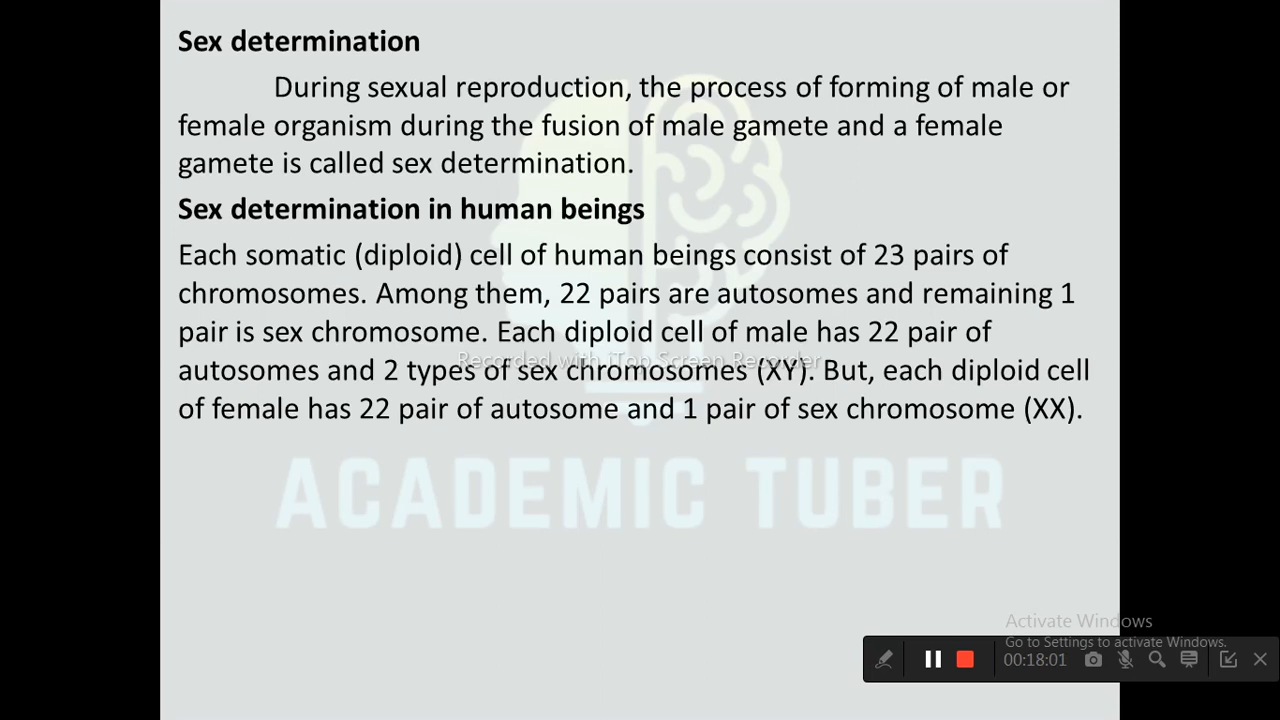 Sex determination
During sexual reproduction, the process of forming of male or
female organism during the fusion of male gamete and a female
gamete is called sex determination.
Sex determination in human beings
Each somatic (diploid) cell of human beings consist of 23 pairs of
chromosomes. Among them, 22 pairs are autosomes and remaining 1
pair is sex chromosome. Each diploid cell of male has 22 pair of
Recorded with iTop Screen Recorder
autosomes and 2 types of sex chromosomes (XY). But, each diploid cell
of female has 22 pair of autosome and 1 pair of sex chromosome (XX).
ACADEMIC TUBER
Activate Windows
Go to Settings to activate Windows.
00:18:01